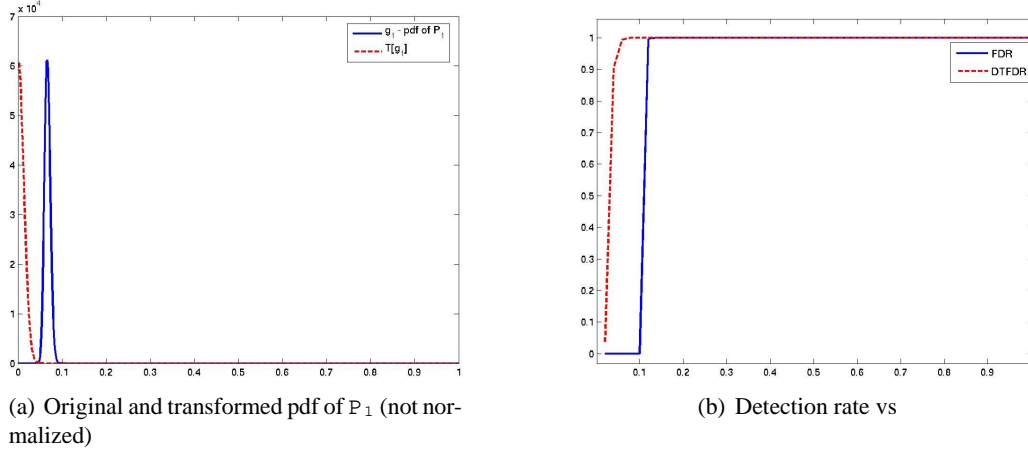 × 10⁴
7
6
5
4
3
2
1
0
0 0.1 0.2 0.3 0.4 0.5 0.6 0.7 0.8 0.9 1
g₁ - pdf of P₁
T[g₁]
(a) Original and transformed pdf of P₁ (not nor-
malized)
1
0.9
0.8
0.7
0.6
0.5
0.4
0.3
0.2
0.1
0
0.1 0.2 0.3 0.4 0.5 0.6 0.7 0.8 0.9
FDR
DTFDR
(b) Detection rate vs